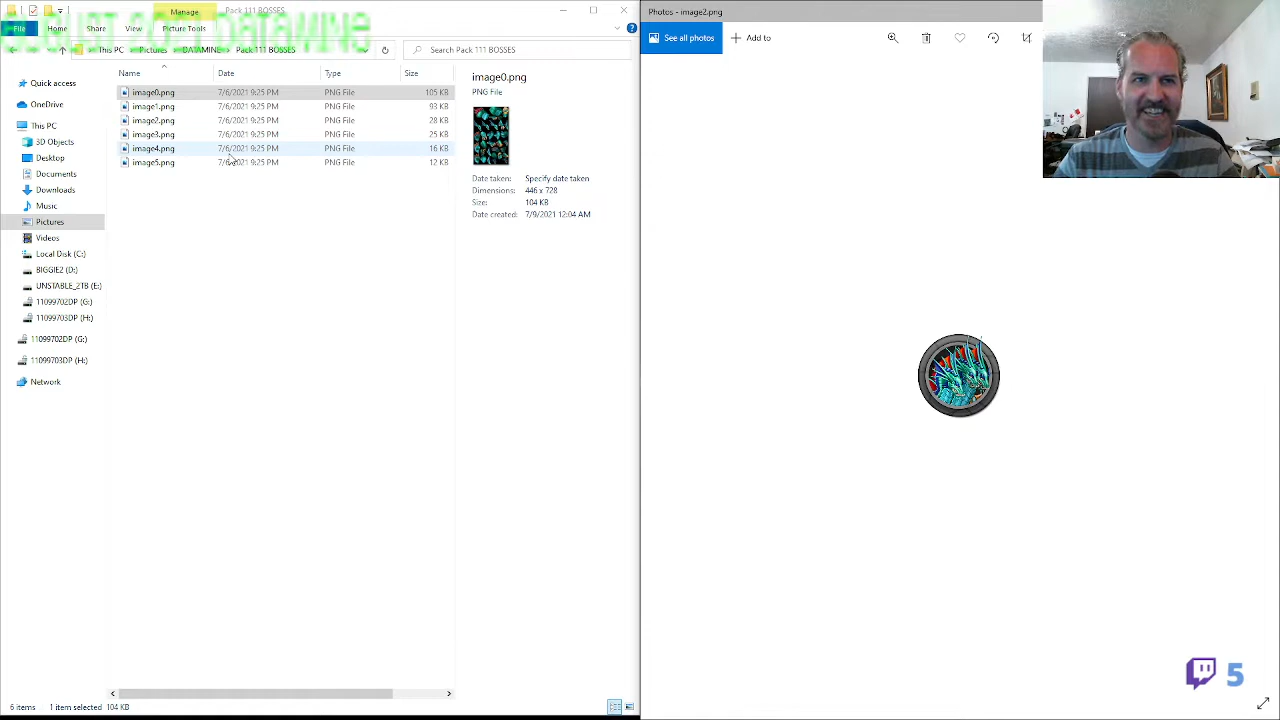 Manage
Pack 111 BOSSES
Photos - image2.png
File
Home
Share
View
Picture Tools
See all photos
Add to
This PC
Pictures
DATAMINE
Pack 111 BOSSES
Search Pack 111 BOSSES
Name
Date
Type
Size
image0.png
7/6/2021 9:25 PM
PNG File
105 KB
image1.png
7/6/2021 9:25 PM
PNG File
93 KB
image2.png
7/6/2021 9:25 PM
PNG File
28 KB
image3.png
7/6/2021 9:25 PM
PNG File
25 KB
image4.png
7/6/2021 9:25 PM
PNG File
16 KB
image5.png
7/6/2021 9:25 PM
PNG File
12 KB
Quick access
OneDrive
This PC
3D Objects
Desktop
Documents
Downloads
Music
Pictures
Videos
Local Disk (C:)
BIGGIE2 (D:)
UNSTABLE_2TB (E:)
11099702DP (G:)
11099703DP (H:)
11099702DP (G:)
11099703DP (H:)
Network
image0.png
PNG File
Date taken:
Specify date taken
Dimensions:
446 x 728
Size:
104 KB
Date created:
7/9/2021 12:04 AM
5
6 items
1 item selected 104 KB